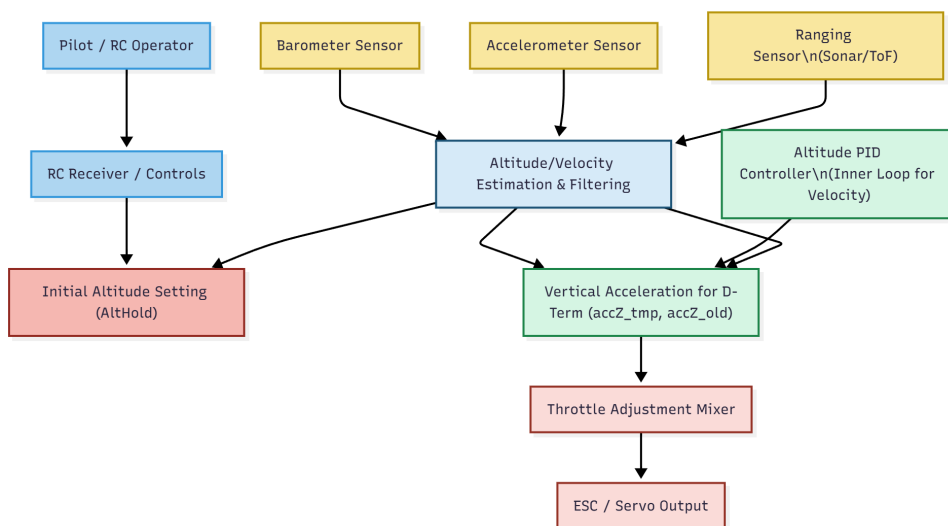 Pilot / RC Operator
Barometer Sensor
Accelerometer Sensor
Ranging
Sensor\n(Sonar/ToF)
RC Receiver / Controls
Altitude/Velocity
Estimation & Filtering
Altitude PID
Controller\n(Inner Loop for
Velocity)
Initial Altitude Setting
(AltHold)
Vertical Acceleration for D-
Term (accZ_tmp, accZ_old)
Throttle Adjustment Mixer
ESC / Servo Output